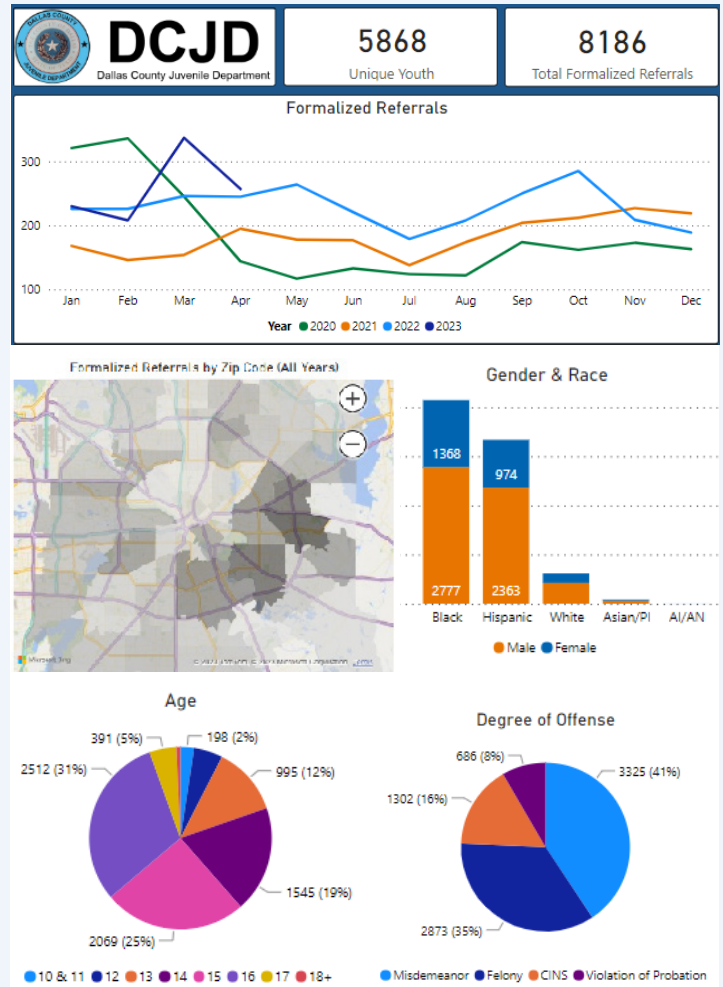 DALLAS COUNTY
JUVENILE DEPARTMENT
DCJD
Dallas County Juvenile Department
5868
Unique Youth
8186
Total Formalized Referrals
Formalized Referrals
300
200
100
Jan Feb Mar Apr May Jun Jul Aug Sep Oct Nov Dec
Year 2020 2021 2022 2023
Formalized Referrals by Zip Code (All Years)
+
−
Microsoft Bing
Gender & Race
1368
974
2777
2363
Black Hispanic White Asian/PI AI/AN
Male Female
Age
391 (5%)
198 (2%)
2512 (31%)
995 (12%)
1545 (19%)
2069 (25%)
10 & 11 12 13 14 15 16 17 18+
Degree of Offense
686 (8%)
3325 (41%)
1302 (16%)
2873 (35%)
Misdemeanor Felony CINS Violation of Probation